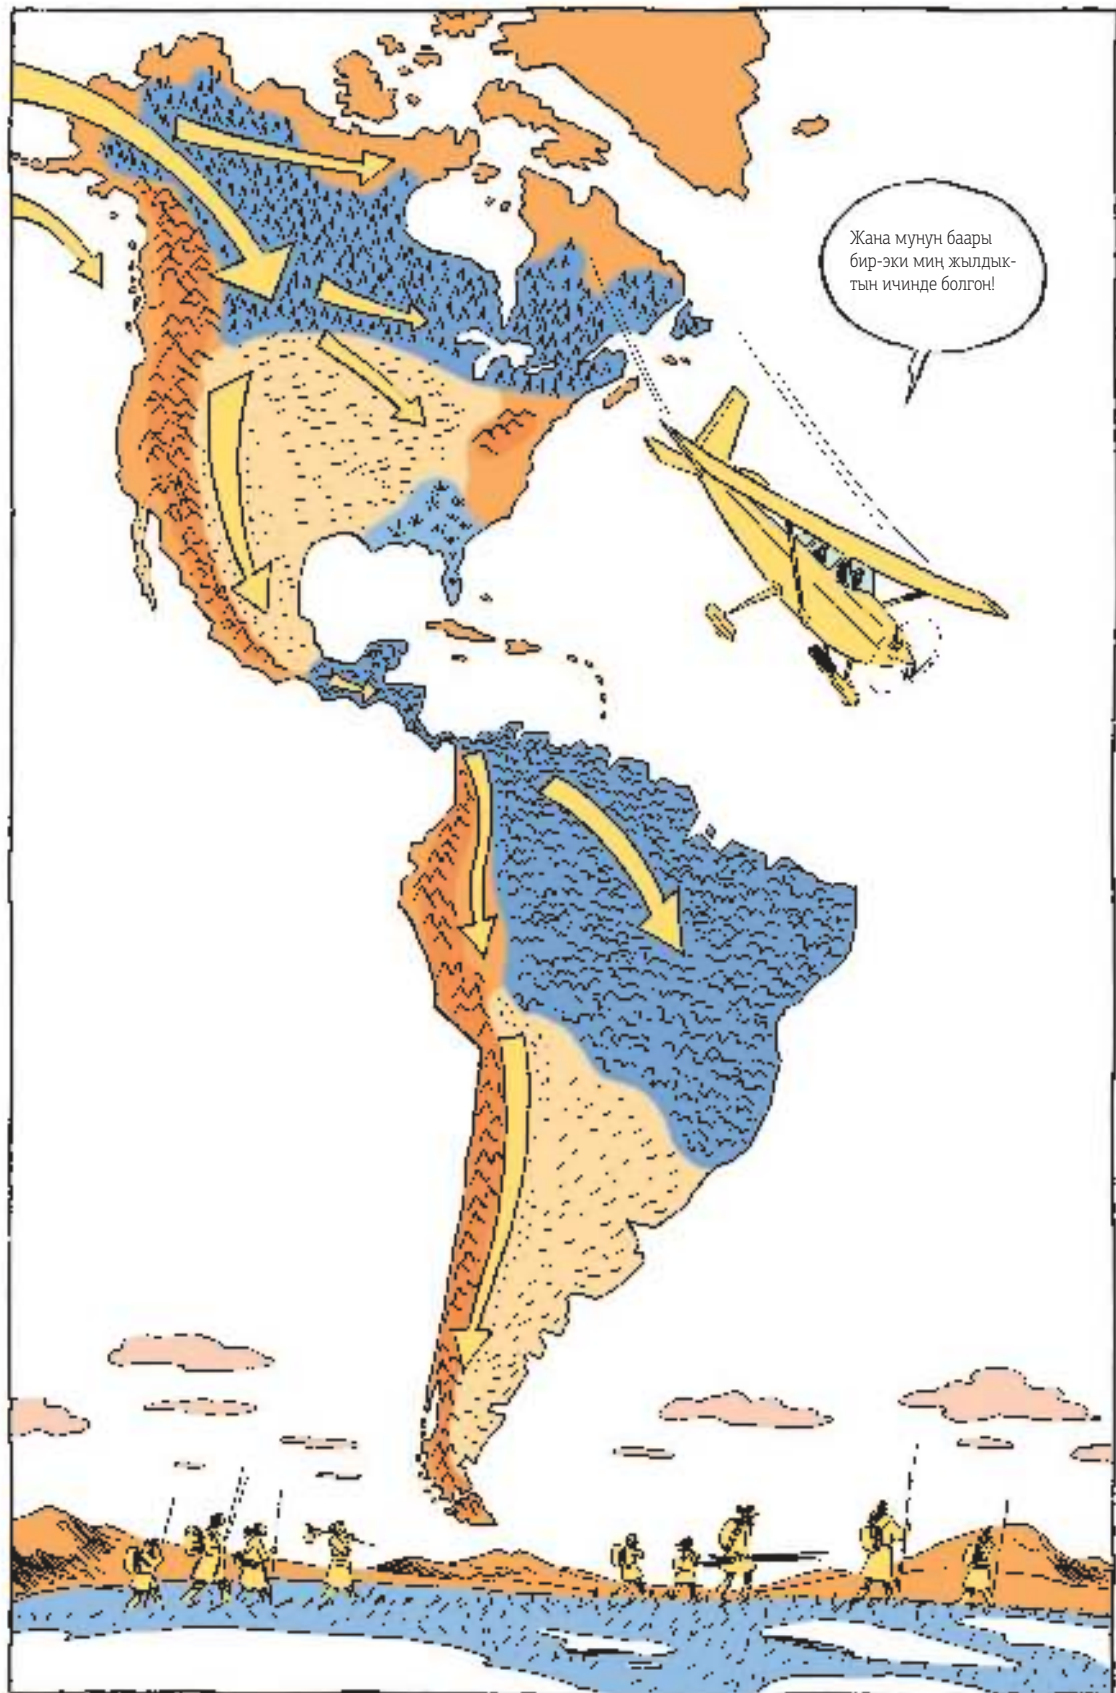 Жана мунун баары
бир-эки миң жылдык-
тын ичинде болгон!